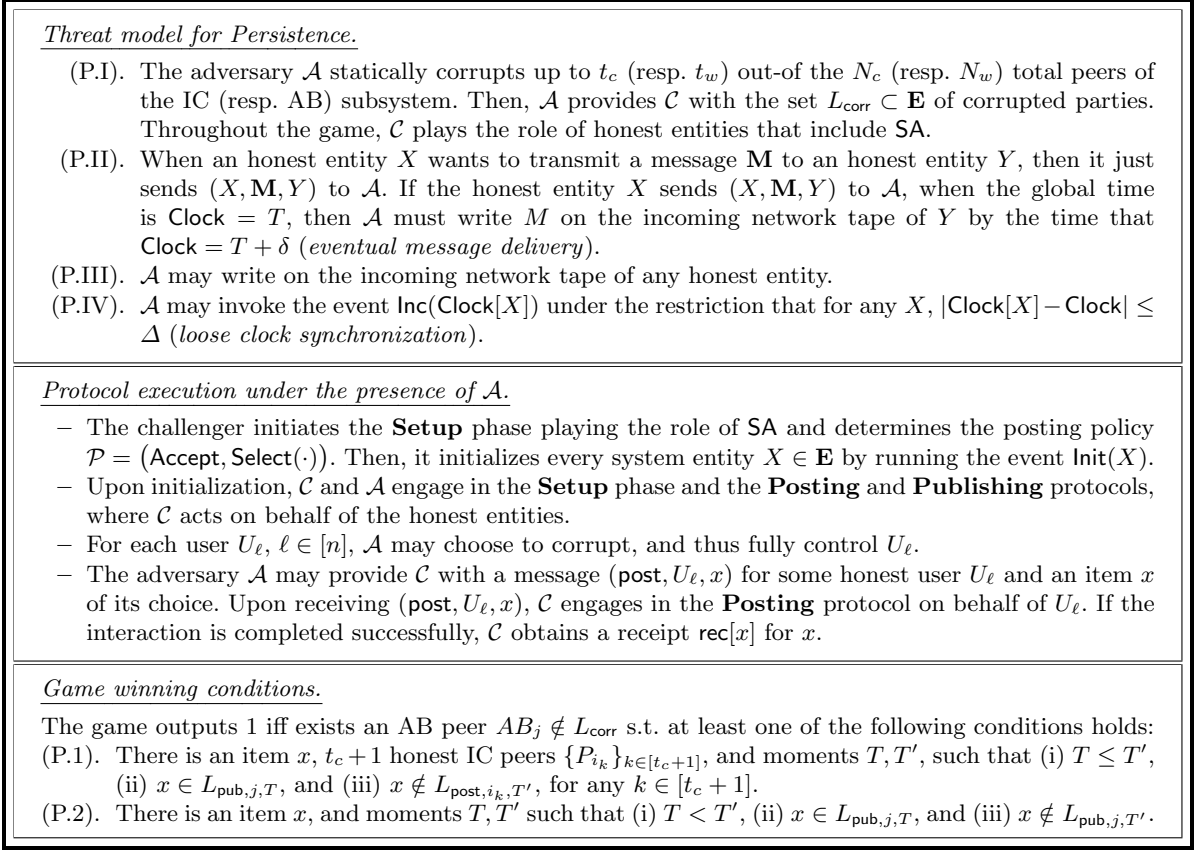 Threat model for Persistence.
(P.I). The adversary 𝒜 statically corrupts up to t_c (resp. t_w) out-of the N_c (resp. N_w) total peers of
the IC (resp. AB) subsystem. Then, 𝒜 provides 𝒞 with the set L_corr ⊂ E of corrupted parties.
Throughout the game, 𝒞 plays the role of honest entities that include SA.
(P.II). When an honest entity X wants to transmit a message M to an honest entity Y, then it just
sends (X, M, Y) to 𝒜. If the honest entity X sends (X, M, Y) to 𝒜, when the global time
is Clock = T, then 𝒜 must write M on the incoming network tape of Y by the time that
Clock = T + δ (eventual message delivery).
(P.III). 𝒜 may write on the incoming network tape of any honest entity.
(P.IV). 𝒜 may invoke the event Inc(Clock[X]) under the restriction that for any X, |Clock[X] − Clock| ≤
Δ (loose clock synchronization).
Protocol execution under the presence of 𝒜.
– The challenger initiates the Setup phase playing the role of SA and determines the posting policy
𝒫 = (Accept, Select(·)). Then, it initializes every system entity X ∈ E by running the event Init(X).
– Upon initialization, 𝒞 and 𝒜 engage in the Setup phase and the Posting and Publishing protocols,
where 𝒞 acts on behalf of the honest entities.
– For each user U_ℓ, ℓ ∈ [n], 𝒜 may choose to corrupt, and thus fully control U_ℓ.
– The adversary 𝒜 may provide 𝒞 with a message (post, U_ℓ, x) for some honest user U_ℓ and an item x
of its choice. Upon receiving (post, U_ℓ, x), 𝒞 engages in the Posting protocol on behalf of U_ℓ. If the
interaction is completed successfully, 𝒞 obtains a receipt rec[x] for x.
Game winning conditions.
The game outputs 1 iff exists an AB peer AB_j ∉ L_corr s.t. at least one of the following conditions holds:
(P.1). There is an item x, t_c + 1 honest IC peers {P_{i_k}}_{k∈[t_c+1]}, and moments T, T′, such that (i) T ≤ T′,
(ii) x ∈ L_{pub,j,T}, and (iii) x ∉ L_{post,i_k,T′}, for any k ∈ [t_c + 1].
(P.2). There is an item x, and moments T, T′ such that (i) T < T′, (ii) x ∈ L_{pub,j,T}, and (iii) x ∉ L_{pub,j,T′}.